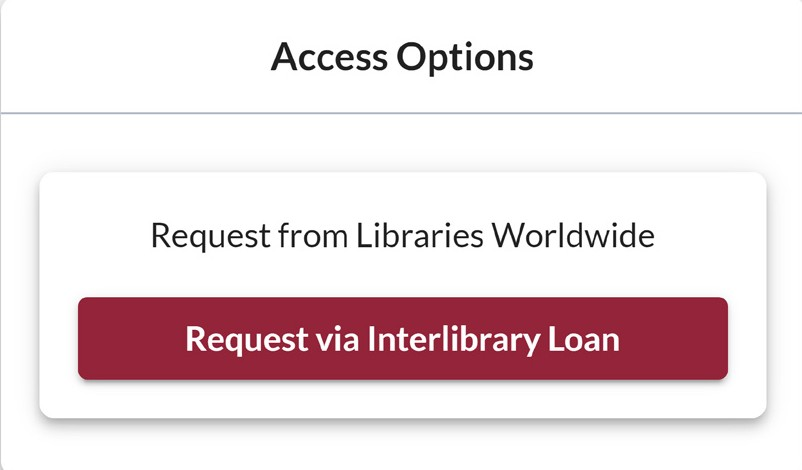 Access Options
Request from Libraries Worldwide
Request via Interlibrary Loan